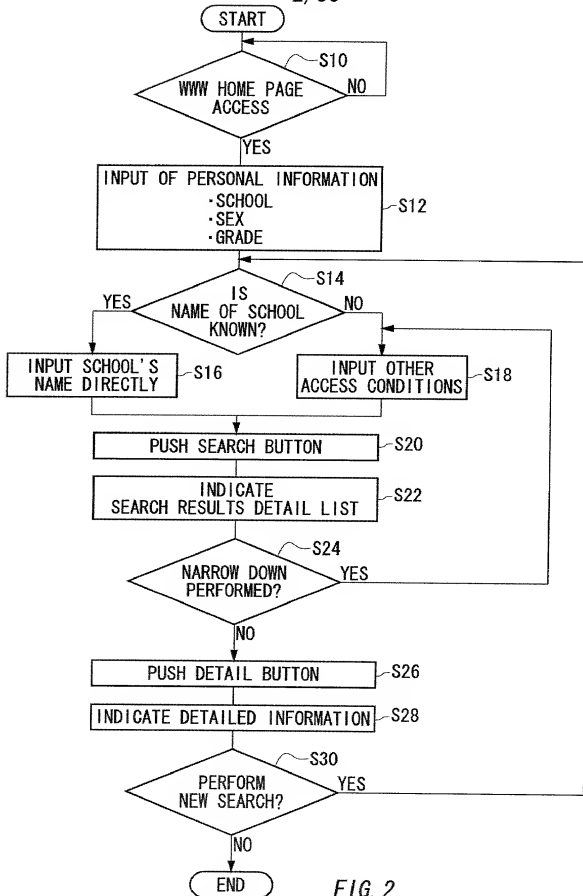 START
S10
WWW HOME PAGE
ACCESS
NO
YES
INPUT OF PERSONAL INFORMATION
・SCHOOL
・SEX
・GRADE
S12
S14
IS
NAME OF SCHOOL
KNOWN?
YES
NO
INPUT SCHOOL'S
NAME DIRECTLY
S16
INPUT OTHER
ACCESS CONDITIONS
S18
PUSH SEARCH BUTTON
S20
INDICATE
SEARCH RESULTS DETAIL LIST
S22
S24
NARROW DOWN
PERFORMED?
YES
NO
PUSH DETAIL BUTTON
S26
INDICATE DETAILED INFORMATION
S28
S30
PERFORM
NEW SEARCH?
YES
NO
END
FIG. 2